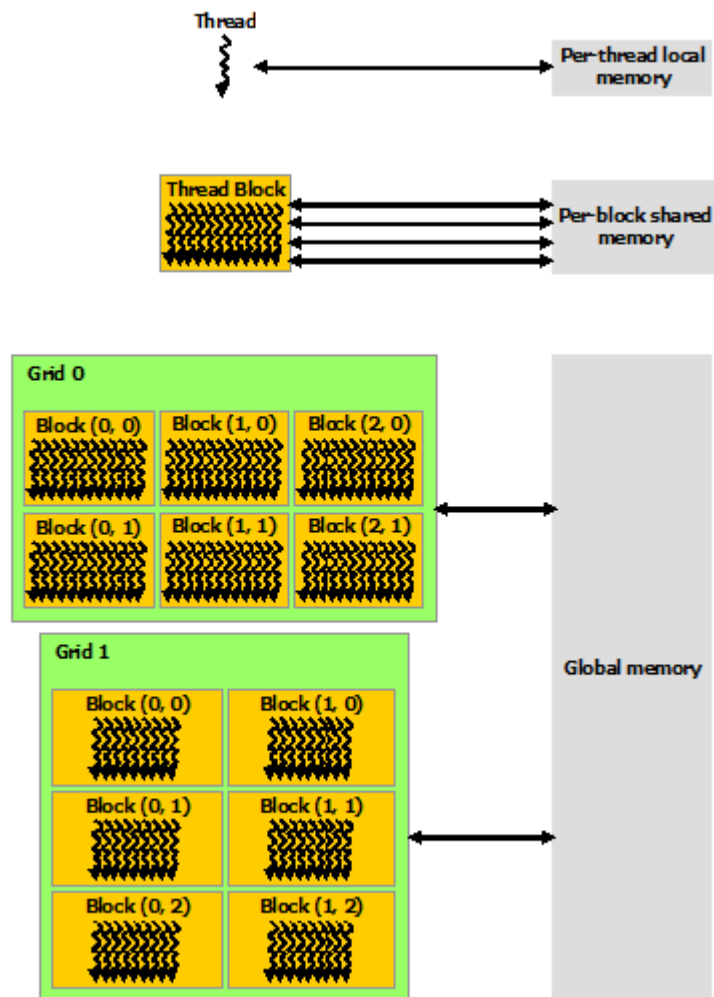 Thread
Per-thread local
memory
Thread Block
Per-block shared
memory
Grid 0
Block (0, 0)
Block (1, 0)
Block (2, 0)
Block (0, 1)
Block (1, 1)
Block (2, 1)
Grid 1
Block (0, 0)
Block (1, 0)
Global memory
Block (0, 1)
Block (1, 1)
Block (0, 2)
Block (1, 2)